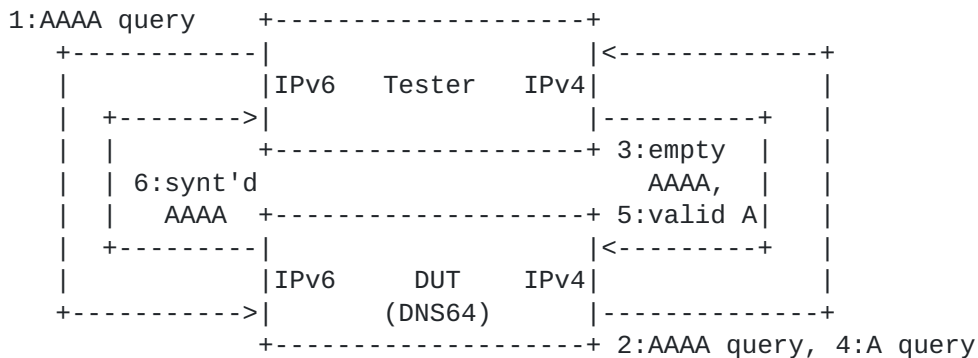 1:AAAA query
IPv6 Tester IPv4
3:empty
6:synt'd AAAA,
AAAA 5:valid A
IPv6 DUT IPv4
(DNS64)
2:AAAA query, 4:A query